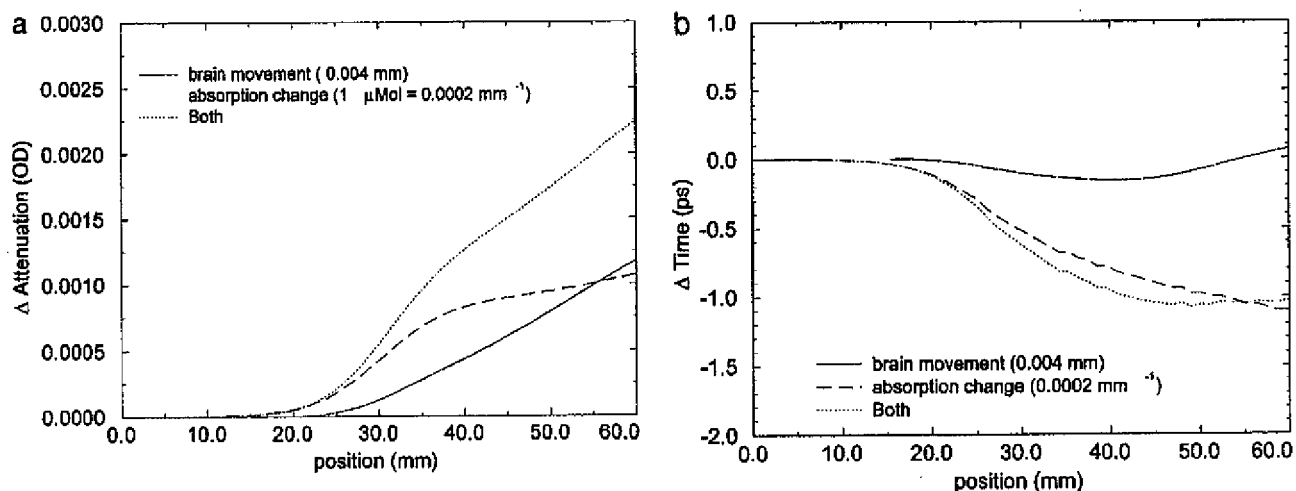 a
0.0030
0.0025
0.0020
0.0015
0.0010
0.0005
0.0000
Δ Attenuation (OD)
brain movement ( 0.004 mm)
absorption change (1 μMol = 0.0002 mm ⁻¹)
Both
0.0 10.0 20.0 30.0 40.0 50.0 60.0
position (mm)
b
1.0
0.5
0.0
-0.5
-1.0
-1.5
-2.0
Δ Time (ps)
brain movement (0.004 mm)
absorption change (0.0002 mm ⁻¹)
Both
0.0 10.0 20.0 30.0 40.0 50.0 60.0
position (mm)